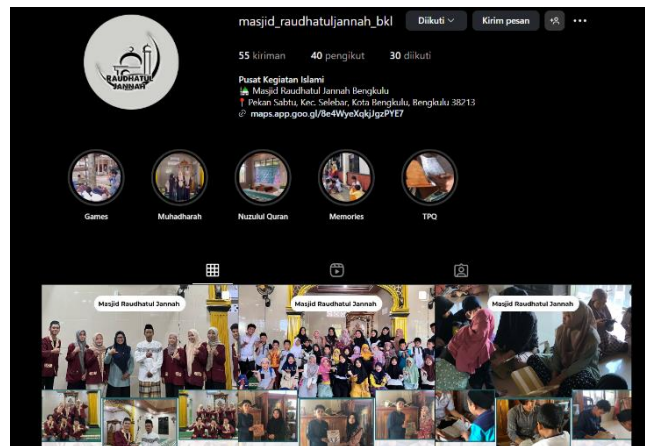 RAUDHATUL
JANNAH
masjid_raudhatuljannah_bkl Diikuti Kirim pesan
55 kiriman 40 pengikut 30 diikuti
Pusat Kegiatan Islami
Masjid Raudhatul Jannah Bengkulu
Pekan Sabtu, Kec. Selebar, Kota Bengkulu, Bengkulu 38213
maps.app.goo.gl/8e4WyeXqkjJgzPYE7
Games Muhadharah Nuzulul Quran Memories TPQ
Masjid Raudhatul Jannah Masjid Raudhatul Jannah Masjid Raudhatul Jannah